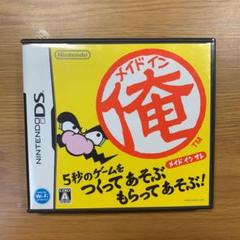 Nintendo
NINTENDO DS
メイド イン
俺
TM
5秒のゲームを
つくってあそぶ、
もらってあそぶ!
メイド イン オレ
Wi-Fi
A